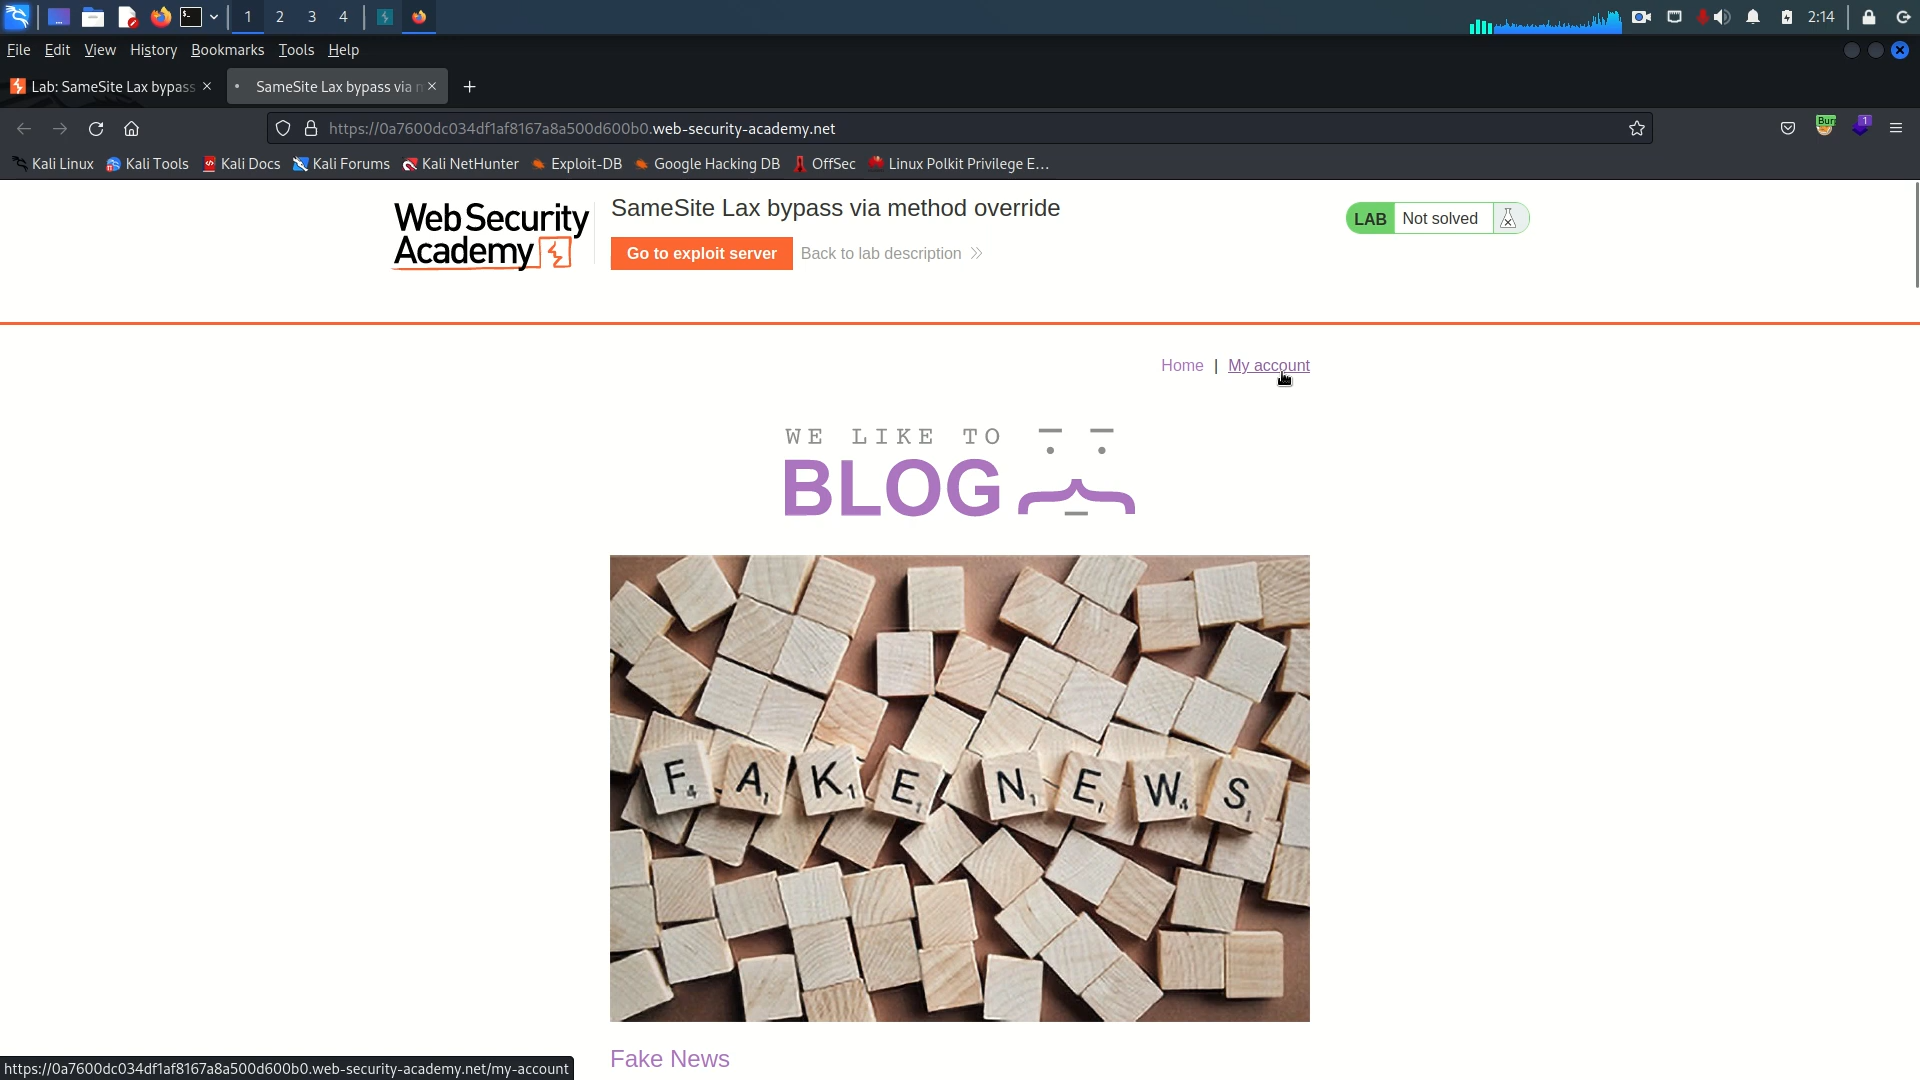 1 2 3 4 2:14
File Edit View History Bookmarks Tools Help
Lab: SameSite Lax bypass
SameSite Lax bypass via
https://0a7600dc034df1af8167a8a500d600b0.web-security-academy.net
Bur
1
Kali Linux Kali Tools Kali Docs Kali Forums Kali NetHunter Exploit-DB Google Hacking DB OffSec Linux Polkit Privilege E...
Web Security
Academy
SameSite Lax bypass via method override
Go to exploit server
Back to lab description
LAB Not solved
Home | My account
WE LIKE TO
BLOG
FAKE NEWS
Fake News
https://0a7600dc034df1af8167a8a500d600b0.web-security-academy.net/my-account